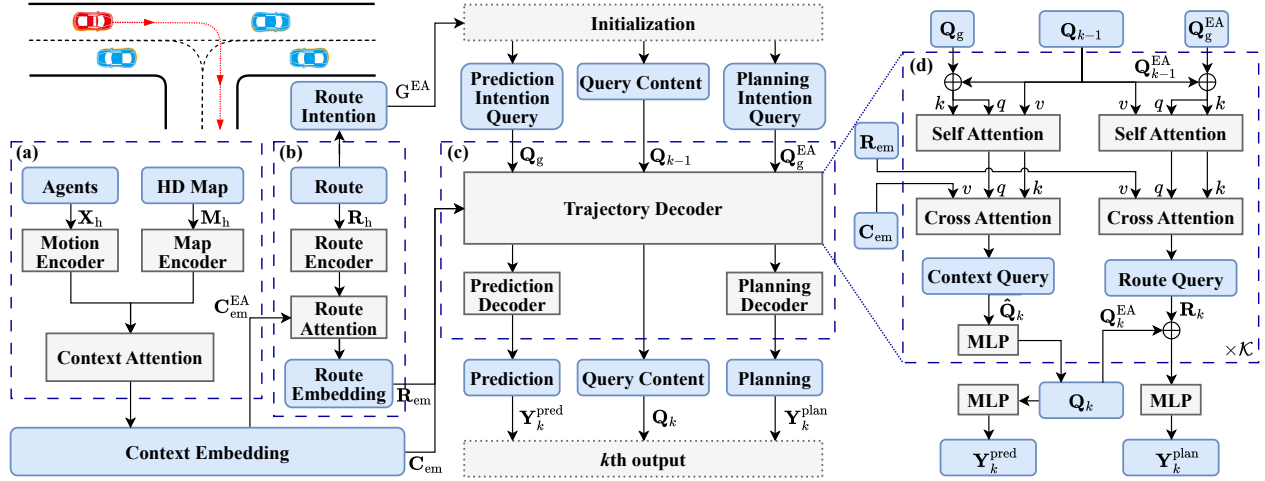 Initialization
Route
Intention
G^EA
Prediction
Intention
Query
Query Content
Planning
Intention
Query
Q_g
Q_{k−1}
Q_g^EA
(a)
Agents
HD Map
X_h
M_h
Motion
Encoder
Map
Encoder
Context Attention
C_em^EA
Context Embedding
C_em
(b)
Route
R_h
Route
Encoder
Route
Attention
Route
Embedding
R_em
(c)
Trajectory Decoder
Prediction
Decoder
Planning
Decoder
Prediction
Query Content
Planning
Y_k^pred
Q_k
Y_k^plan
kth output
Q_g
Q_{k−1}
Q_g^EA
(d)
Q_{k−1}^EA
k q v
v q k
Self Attention
Self Attention
R_em
v q k
v q k
C_em
Cross Attention
Cross Attention
Context Query
Route Query
Q̂_k
Q_k^EA
R_k
MLP
×𝒦
MLP
Q_k
MLP
Y_k^pred
Y_k^plan